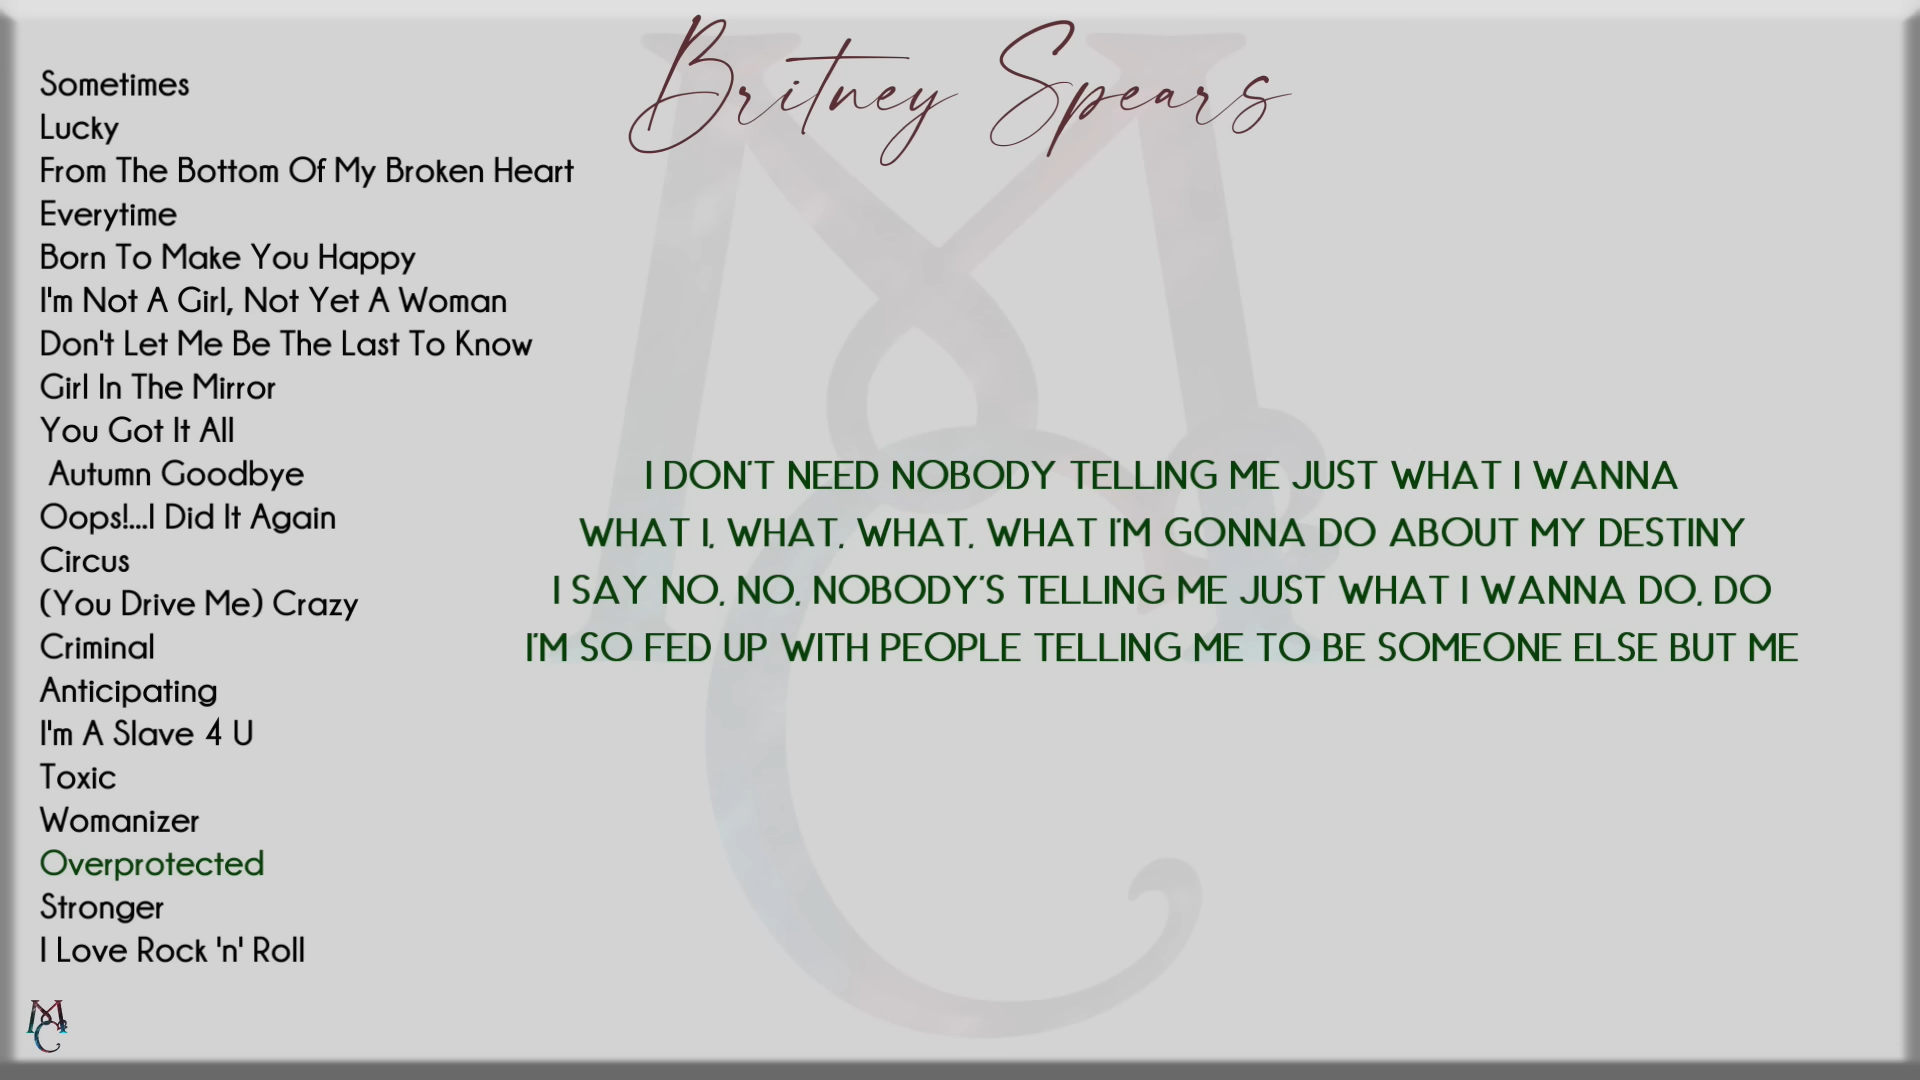 Britney Spears
Sometimes
Lucky
From The Bottom Of My Broken Heart
Everytime
Born To Make You Happy
I'm Not A Girl, Not Yet A Woman
Don't Let Me Be The Last To Know
Girl In The Mirror
You Got It All
Autumn Goodbye
Oops!...I Did It Again
Circus
(You Drive Me) Crazy
Criminal
Anticipating
I'm A Slave 4 U
Toxic
Womanizer
Overprotected
Stronger
I Love Rock 'n' Roll
I DON'T NEED NOBODY TELLING ME JUST WHAT I WANNA
WHAT I, WHAT, WHAT, WHAT I'M GONNA DO ABOUT MY DESTINY
I SAY NO, NO, NOBODY'S TELLING ME JUST WHAT I WANNA DO, DO
I'M SO FED UP WITH PEOPLE TELLING ME TO BE SOMEONE ELSE BUT ME
MC